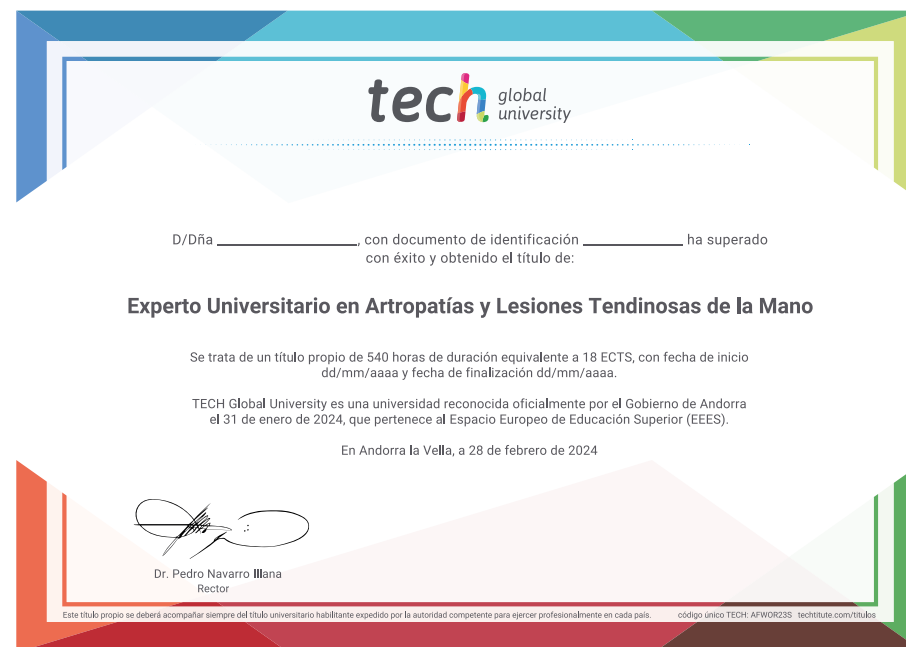 tech global university
D/Dña ____________________, con documento de identificación ______________ ha superado
con éxito y obtenido el título de:
Experto Universitario en Artropatías y Lesiones Tendinosas de la Mano
Se trata de un título propio de 540 horas de duración equivalente a 18 ECTS, con fecha de inicio
dd/mm/aaaa y fecha de finalización dd/mm/aaaa.
TECH Global University es una universidad reconocida oficialmente por el Gobierno de Andorra
el 31 de enero de 2024, que pertenece al Espacio Europeo de Educación Superior (EEES).
En Andorra la Vella, a 28 de febrero de 2024
Dr. Pedro Navarro Illana
Rector
Este título propio se deberá acompañar siempre del título universitario habilitante expedido por la autoridad competente para ejercer profesionalmente en cada país. código único TECH: AFWOR23S techtitute.com/titulos